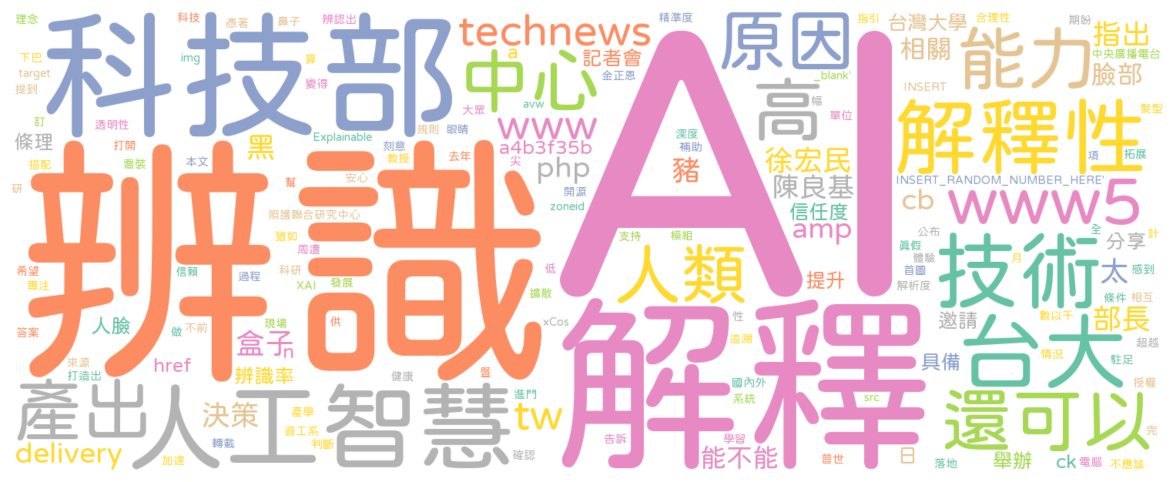 理念
科技
憑著
鼻子
辨認出
精準度
指引
合理性
期盼
科技部
technews
原因
台灣大學
指出
下巴
img
算
a
記者會
金正恩
_blank'
相關
能力
中央廣播電台
target
變得
中心
AI
臉部
提到
大眾
avw
高
幅
INSERT
解釋性
髮型
訂
透明性
Explainable
規則
眼睛
www
深度
單位
條理
打開
黑
刻意
a4b3f35b
補助
徐宏民
項
拓展
搭配
喬裝
本文
教授
去年
尖
php
豬
陳良基
INSERT_RANDOM_NUMBER_HERE'
研
辨識
幫
安心
開源
cb
www5
照護聯合研究中心
zoneid
信任度
公布
全
猶如
支持
模組
amp
真假
技術
分享
計
希望
信賴
周遭
體驗
專注
過程
科研
低
人類
提升
首圖
太
感到
XAI
發展
擴散
解析度
月
條件
相互
人臉
做
不前
現場
供
xCos
性
邀請
數以千
部長
答案
盒子
n
追溯
台大
超越
來源
href
辨識率
暨
解釋
具備
情況
駐足
打造出
健康
進門
國內外
授權
產出
人工智慧
決策
產學
tw
系統
src
還可以
資工系
判斷
轉載
告訴
學習
完
delivery
加速
確認
能不能
普世
日
落地
舉辦
ck
電腦
不應該